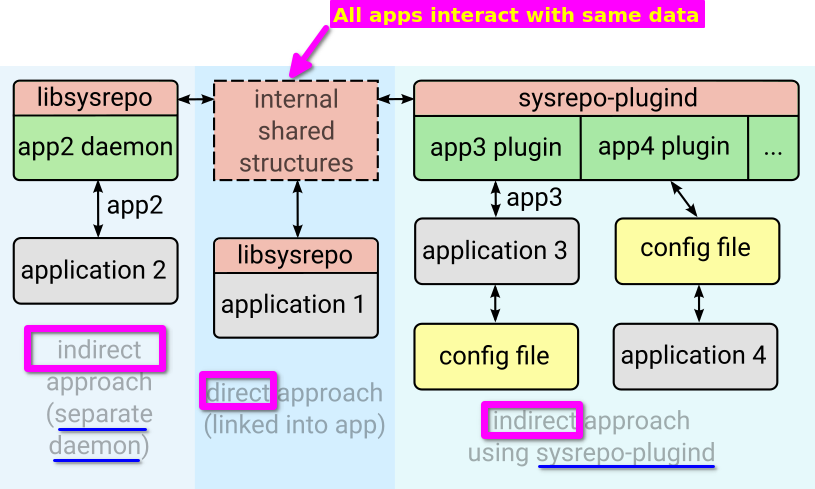 All apps interact with same data
libsysrepo
app2 daemon
app2
application 2
indirect
approach
(separate
daemon)
internal
shared
structures
libsysrepo
application 1
direct approach
(linked into app)
sysrepo-plugind
app3 plugin
app4 plugin
...
app3
application 3
config file
config file
application 4
indirect approach
using sysrepo-plugind